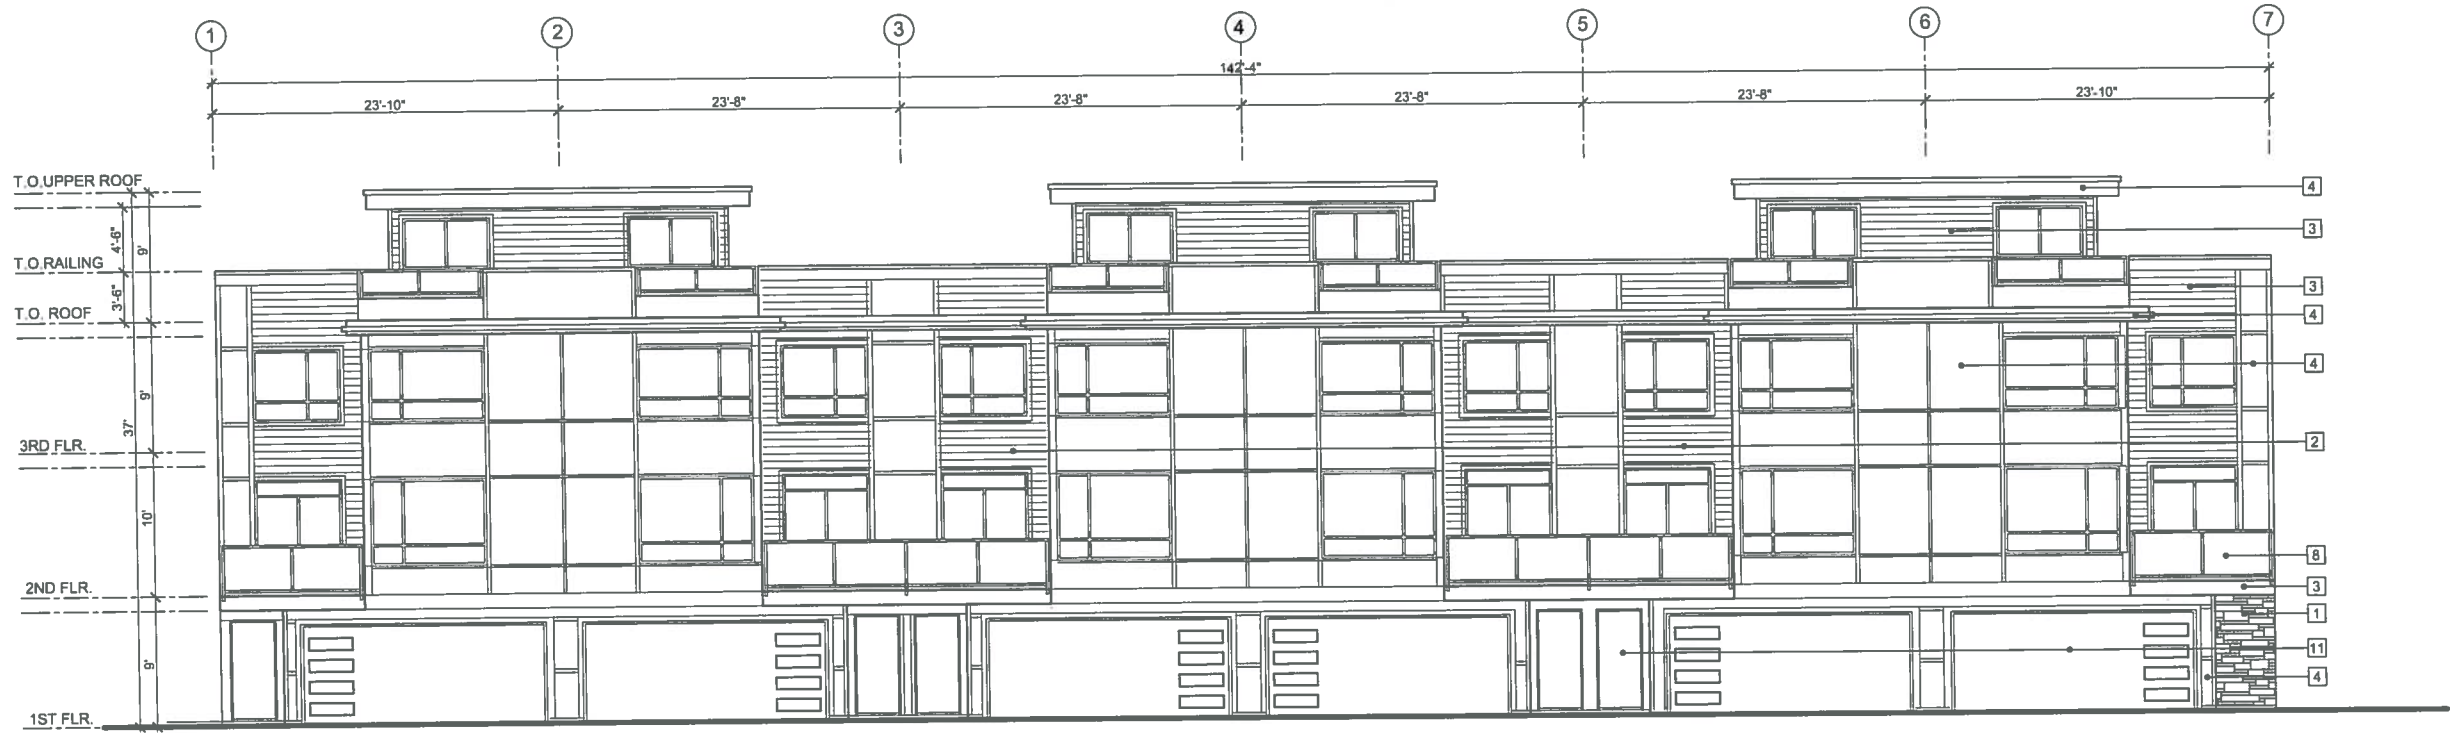 1 2 3 4 5 6 7
142'-4"
23'-10" 23'-8" 23'-8" 23'-8" 23'-8" 23'-10"
T.O.UPPER ROOF
4
4'-6" 9'
3
T.O.RAILING
3
3'-6"
T.O. ROOF
4
4
9'
37'
3RD FLR.
2
10'
8
2ND FLR.
3
1
9'
11
4
1ST FLR.